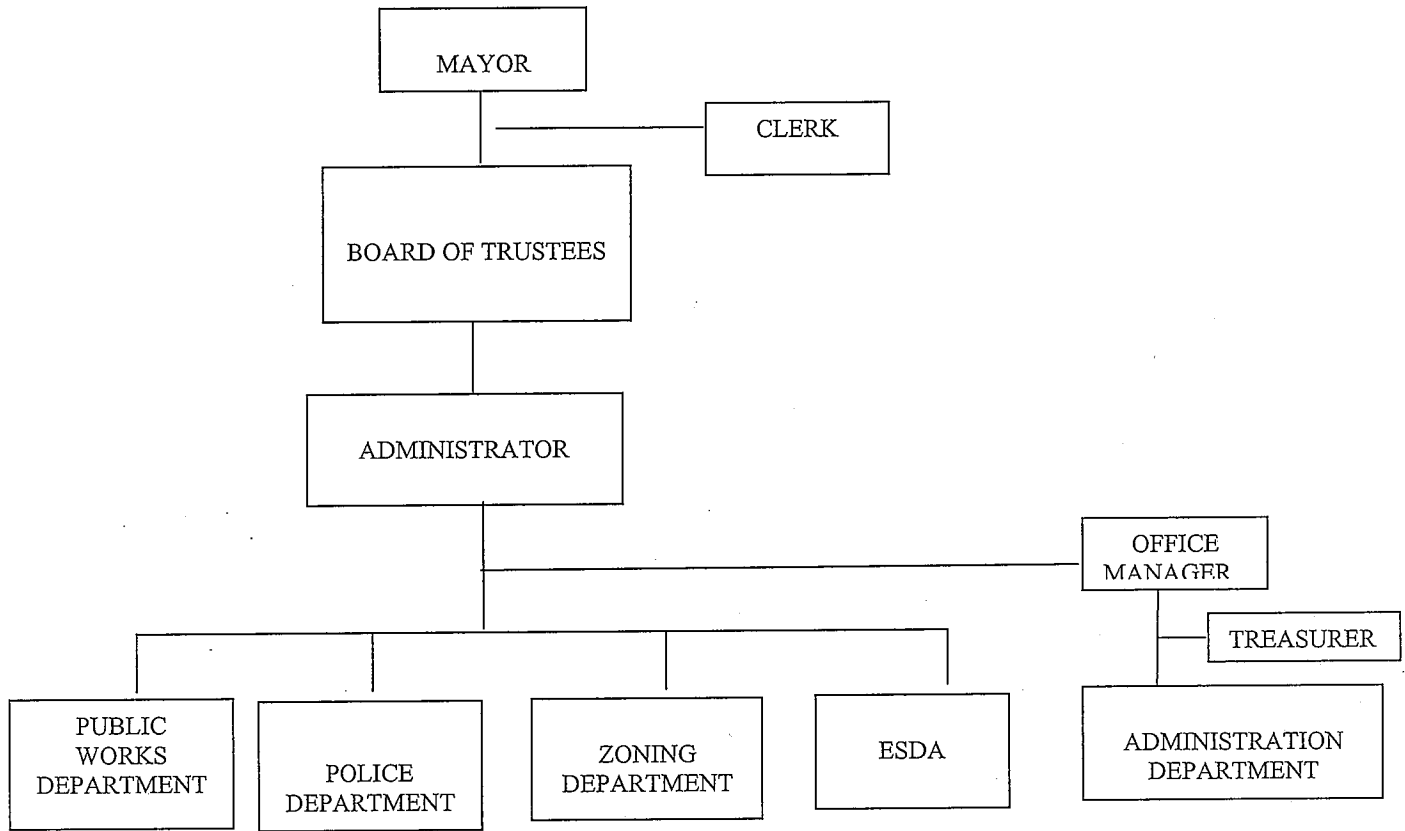 MAYOR
CLERK
BOARD OF TRUSTEES
ADMINISTRATOR
OFFICE
MANAGER
TREASURER
PUBLIC
WORKS
DEPARTMENT
POLICE
DEPARTMENT
ZONING
DEPARTMENT
ESDA
ADMINISTRATION
DEPARTMENT